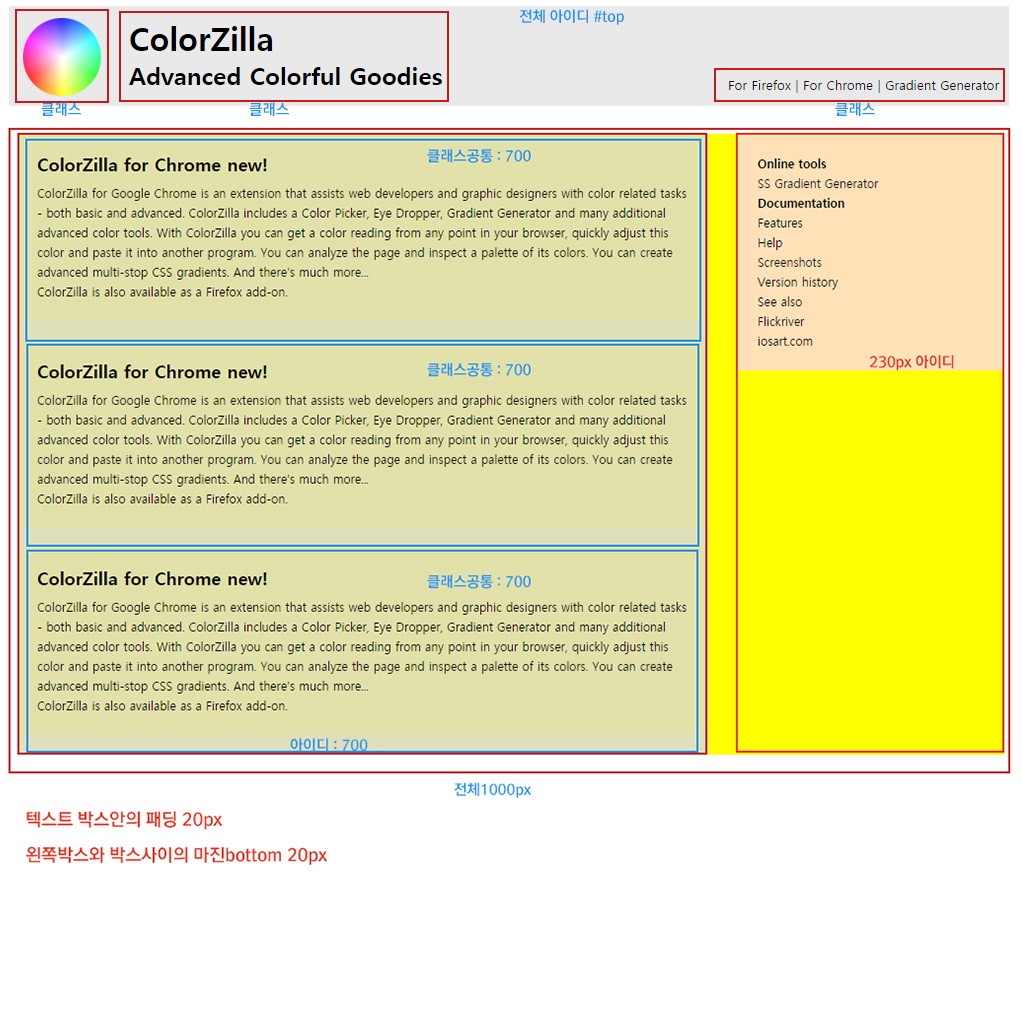 전체 아이디 #top
ColorZilla
Advanced Colorful Goodies
For Firefox | For Chrome | Gradient Generator
클래스
클래스
클래스
ColorZilla for Chrome new!
클래스공통 : 700
ColorZilla for Google Chrome is an extension that assists web developers and graphic designers with color related tasks
- both basic and advanced. ColorZilla includes a Color Picker, Eye Dropper, Gradient Generator and many additional
advanced color tools. With ColorZilla you can get a color reading from any point in your browser, quickly adjust this
color and paste it into another program. You can analyze the page and inspect a palette of its colors. You can create
advanced multi-stop CSS gradients. And there's much more...
ColorZilla is also available as a Firefox add-on.
ColorZilla for Chrome new!
클래스공통 : 700
ColorZilla for Google Chrome is an extension that assists web developers and graphic designers with color related tasks
- both basic and advanced. ColorZilla includes a Color Picker, Eye Dropper, Gradient Generator and many additional
advanced color tools. With ColorZilla you can get a color reading from any point in your browser, quickly adjust this
color and paste it into another program. You can analyze the page and inspect a palette of its colors. You can create
advanced multi-stop CSS gradients. And there's much more...
ColorZilla is also available as a Firefox add-on.
ColorZilla for Chrome new!
클래스공통 : 700
ColorZilla for Google Chrome is an extension that assists web developers and graphic designers with color related tasks
- both basic and advanced. ColorZilla includes a Color Picker, Eye Dropper, Gradient Generator and many additional
advanced color tools. With ColorZilla you can get a color reading from any point in your browser, quickly adjust this
color and paste it into another program. You can analyze the page and inspect a palette of its colors. You can create
advanced multi-stop CSS gradients. And there's much more...
ColorZilla is also available as a Firefox add-on.
아이디 : 700
Online tools
SS Gradient Generator
Documentation
Features
Help
Screenshots
Version history
See also
Flickriver
iosart.com
230px 아이디
전체1000px
텍스트 박스안의 패딩 20px
왼쪽박스와 박스사이의 마진bottom 20px